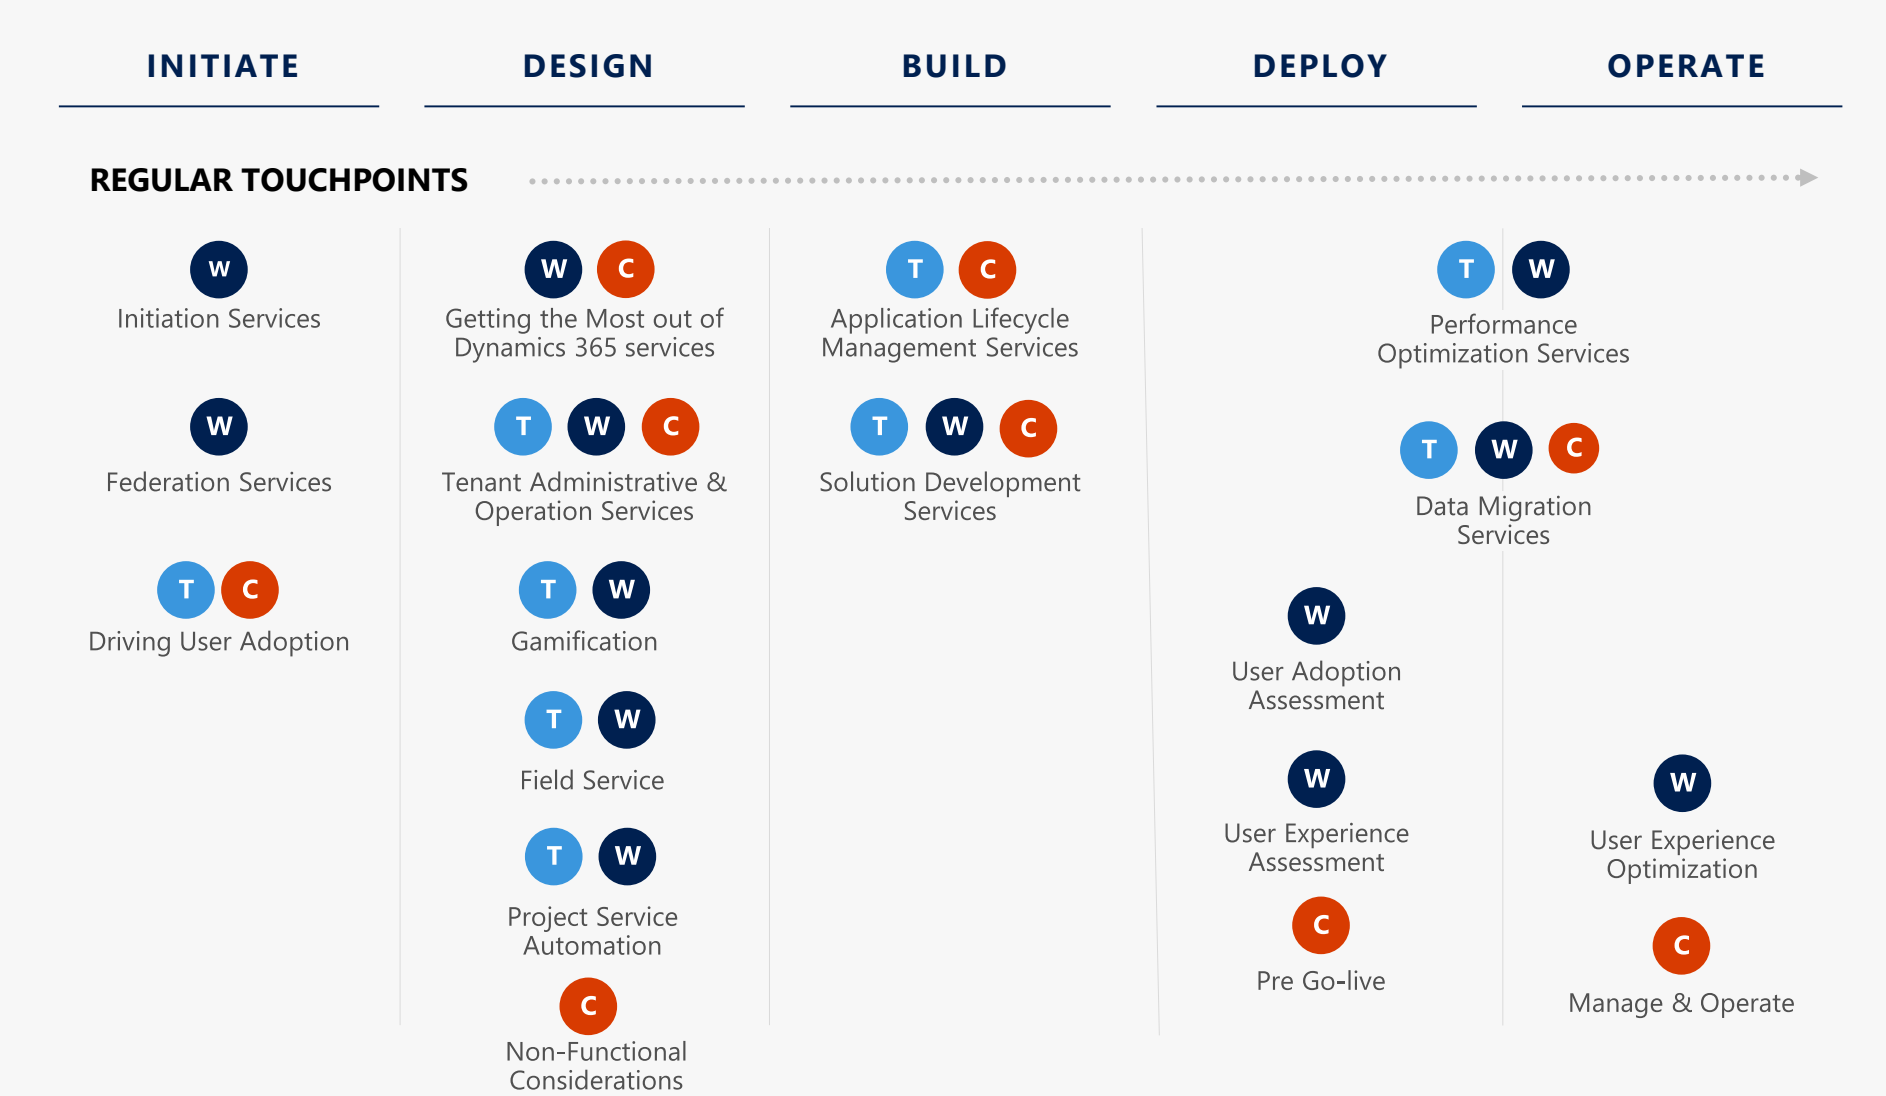 INITIATE
DESIGN
BUILD
DEPLOY
OPERATE
REGULAR TOUCHPOINTS
W
Initiation Services
W
Federation Services
T C
Driving User Adoption
W C
Getting the Most out of
Dynamics 365 services
T W C
Tenant Administrative &
Operation Services
T W
Gamification
T W
Field Service
T W
Project Service
Automation
C
Non-Functional
Considerations
T C
Application Lifecycle
Management Services
T W C
Solution Development
Services
T W
Performance
Optimization Services
T W C
Data Migration
Services
W
User Adoption
Assessment
W
User Experience
Assessment
C
Pre Go-live
W
User Experience
Optimization
C
Manage & Operate